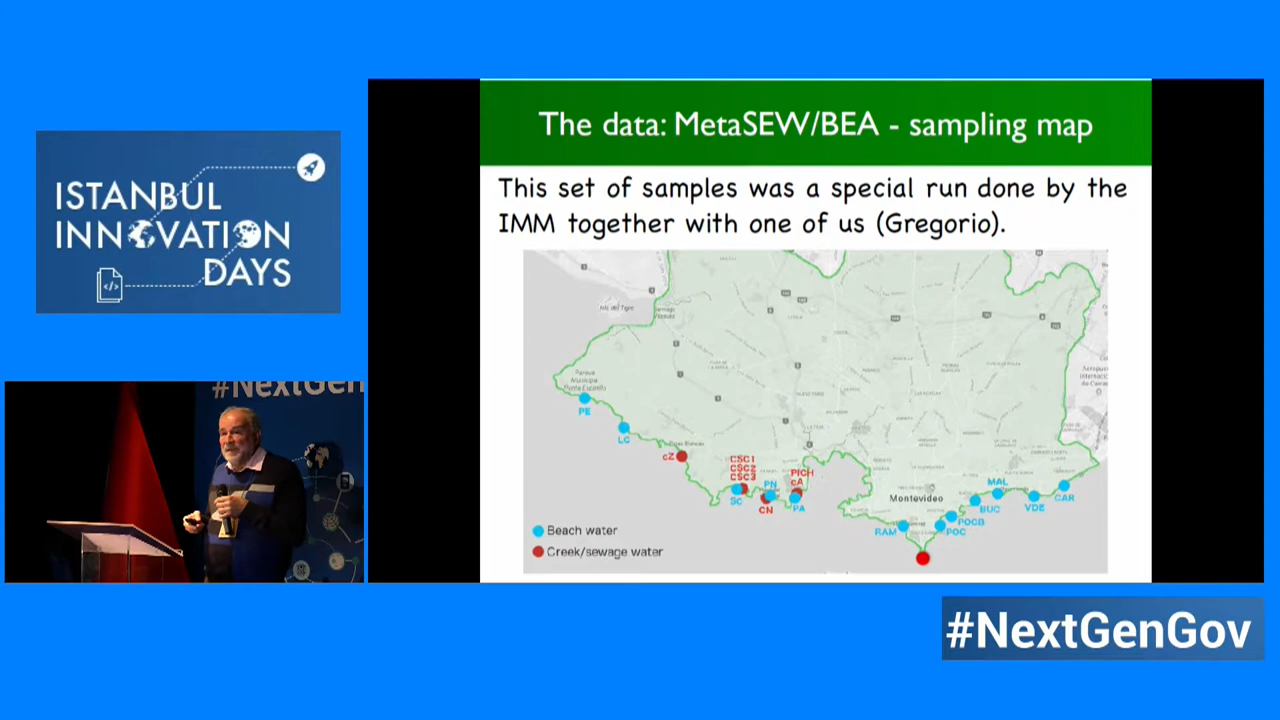 ISTANBUL
INNOVATION
DAYS
</>
#NextGen
The data: MetaSEW/BEA - sampling map
This set of samples was a special run done by the
IMM together with one of us (Gregorio).
PE
LC
cZ
CSC1
CSC2
CSC3
SC
PN
CN
PICH
cA
PA
Montevideo
RAM
POC
POCB
BUC
MAL
VDE
CAR
Beach water
Creek/sewage water
#NextGenGov